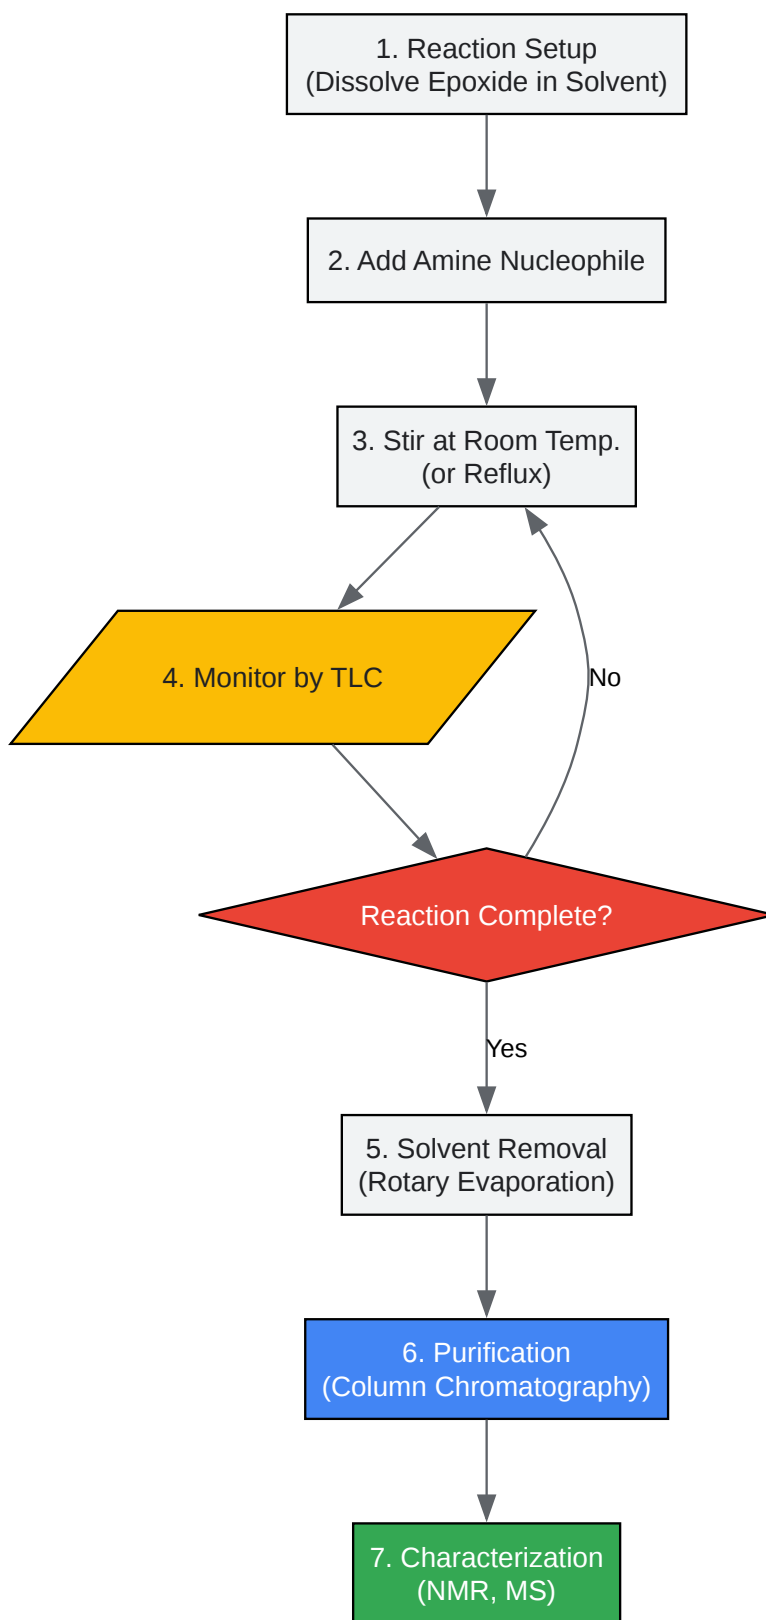 1. Reaction Setup
(Dissolve Epoxide in Solvent)
2. Add Amine Nucleophile
3. Stir at Room Temp.
(or Reflux)
4. Monitor by TLC
No
Reaction Complete?
Yes
5. Solvent Removal
(Rotary Evaporation)
6. Purification
(Column Chromatography)
7. Characterization
(NMR, MS)